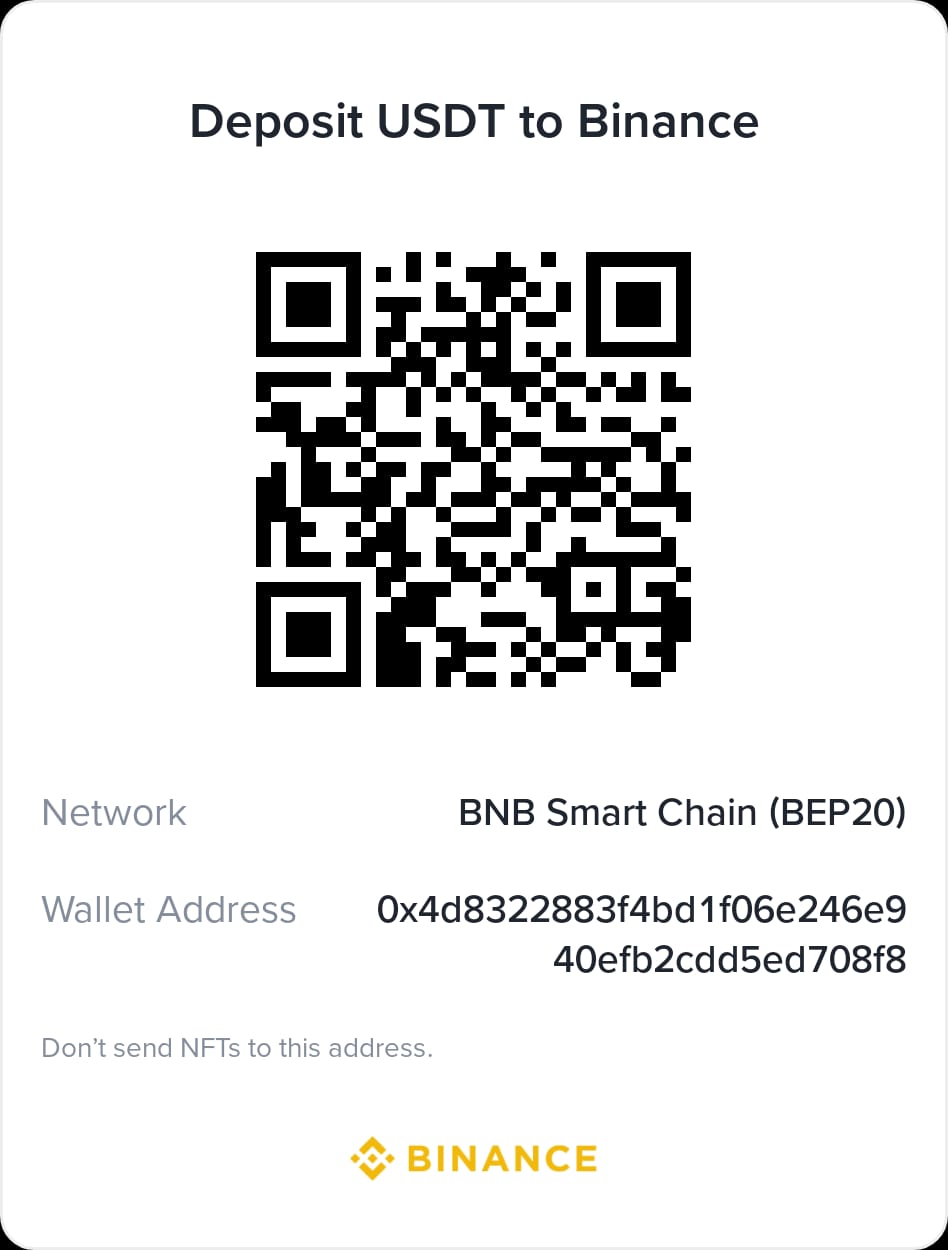 Deposit USDT to Binance
Network
BNB Smart Chain (BEP20)
Wallet Address
0x4d8322883f4bd1f06e246e9
40efb2cdd5ed708f8
Don't send NFTs to this address.
BINANCE